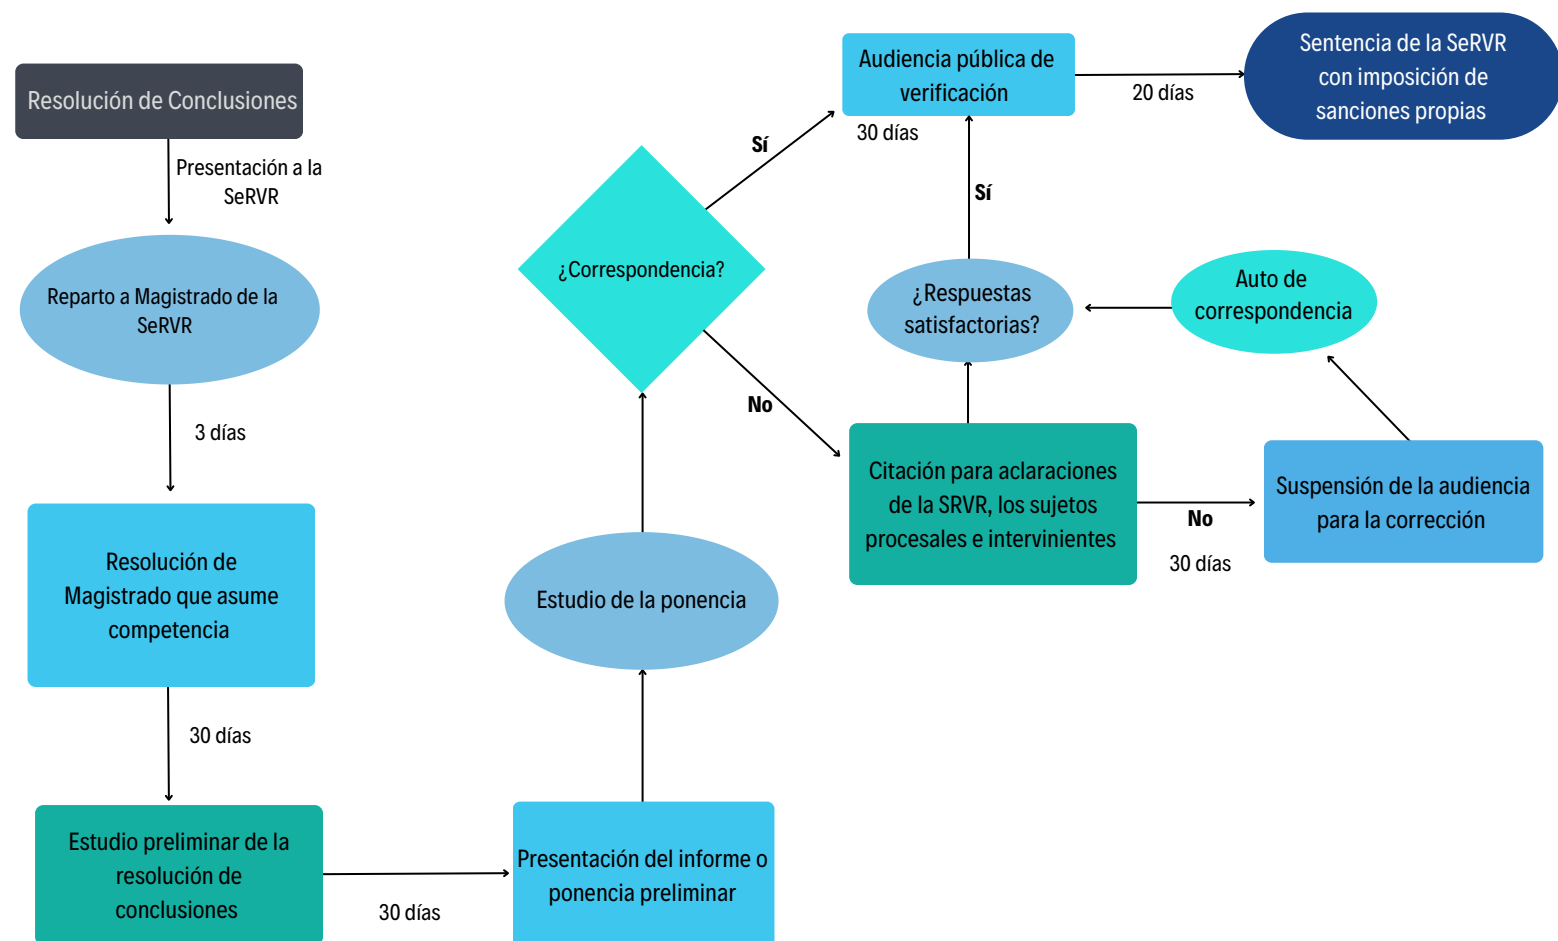 Resolución de Conclusiones
Presentación a la
SeRVR
Reparto a Magistrado de la
SeRVR
3 días
Resolución de
Magistrado que asume
competencia
30 días
Estudio preliminar de la
resolución de
conclusiones
30 días
Presentación del informe o
ponencia preliminar
Estudio de la ponencia
¿Correspondencia?
Sí
No
Audiencia pública de
verificación
30 días
20 días
Sentencia de la SeRVR
con imposición de
sanciones propias
Sí
¿Respuestas
satisfactorias?
Auto de
correspondencia
Citación para aclaraciones
de la SRVR, los sujetos
procesales e intervinientes
No
30 días
Suspensión de la audiencia
para la corrección